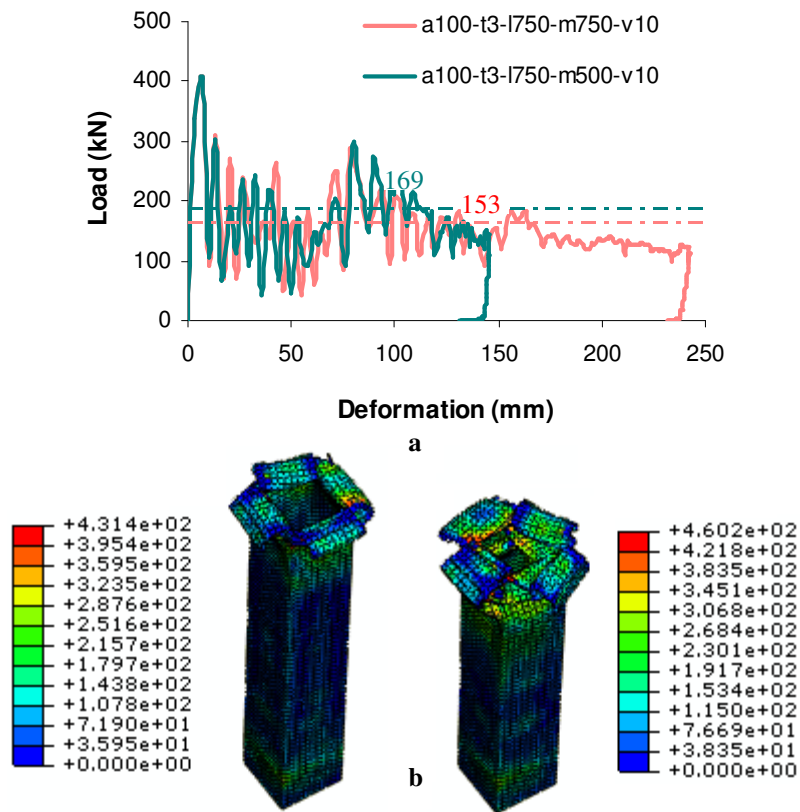 500
400
300
200
100
0
Load (kN)
a100-t3-l750-m750-v10
a100-t3-l750-m500-v10
169
153
0
50
100
150
200
250
Deformation (mm)
a
+4.314e+02
+3.954e+02
+3.595e+02
+3.235e+02
+2.876e+02
+2.516e+02
+2.157e+02
+1.797e+02
+1.438e+02
+1.078e+02
+7.190e+01
+3.595e+01
+0.000e+00
+4.602e+02
+4.218e+02
+3.835e+02
+3.451e+02
+3.068e+02
+2.684e+02
+2.301e+02
+1.917e+02
+1.534e+02
+1.150e+02
+7.669e+01
+3.835e+01
+0.000e+00
b